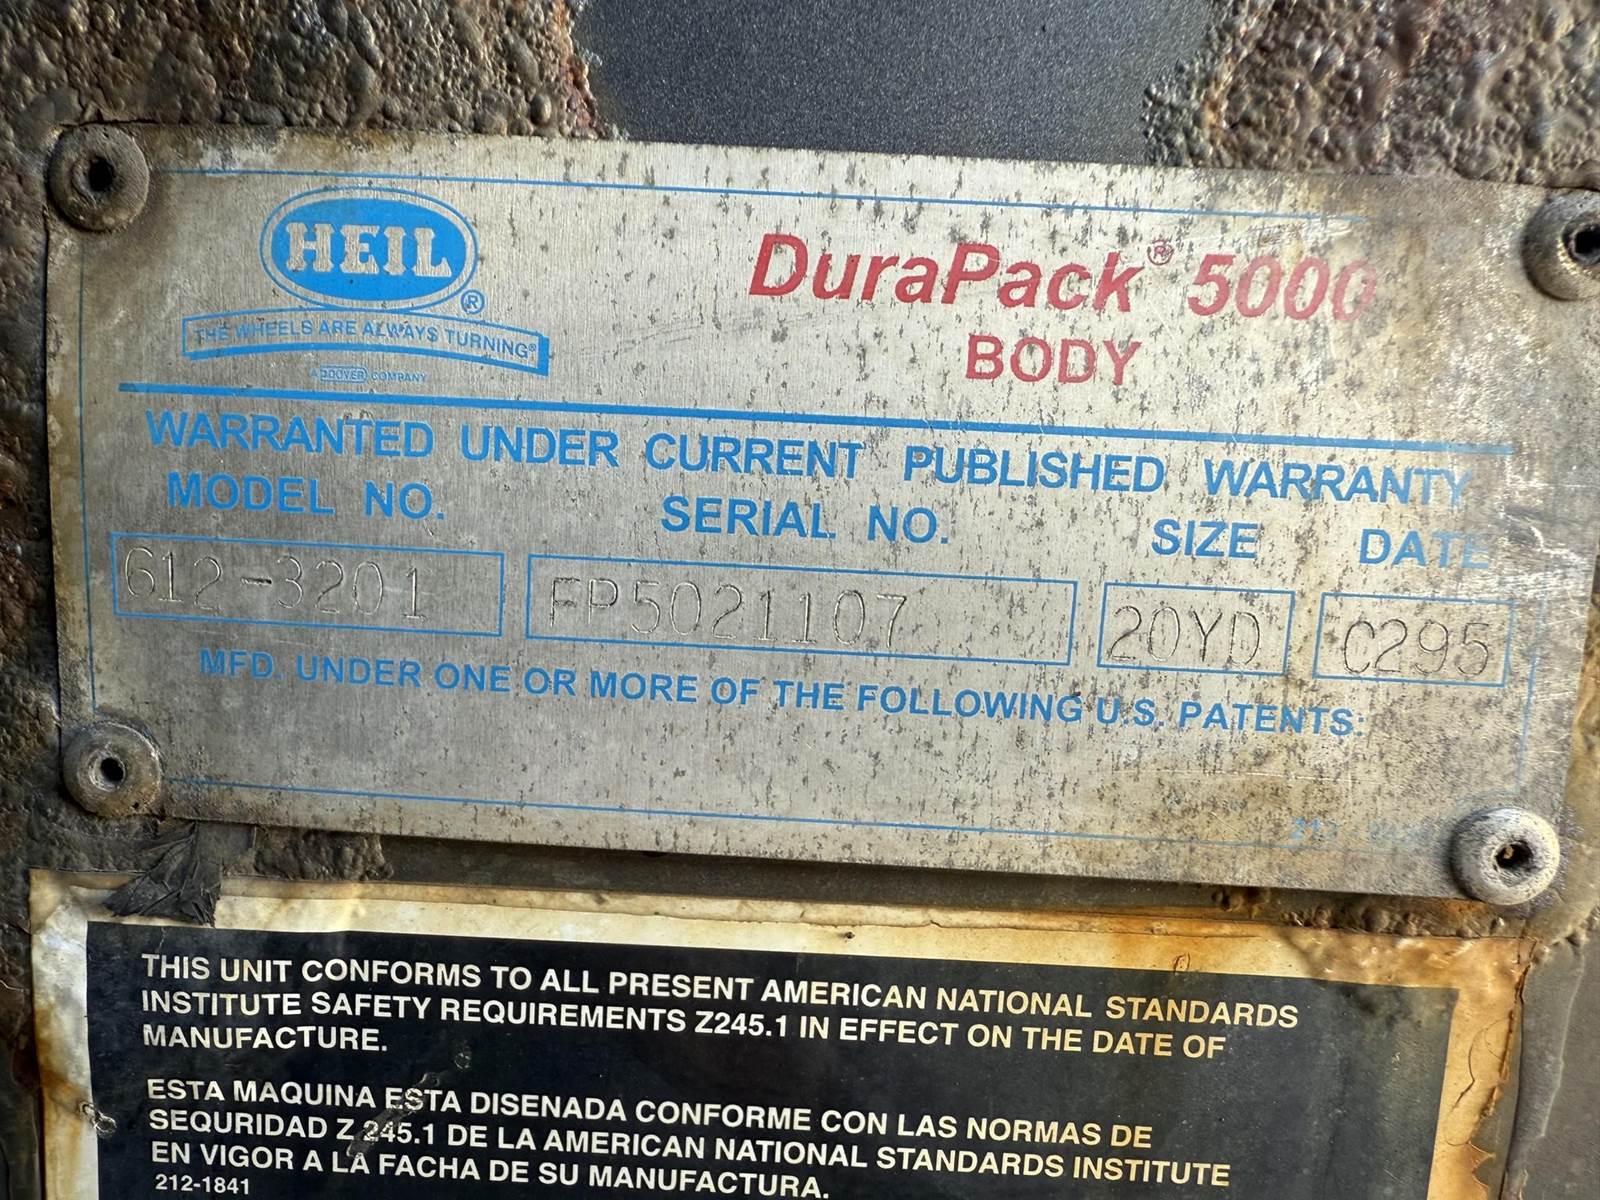 HEIL®
THE WHEELS ARE ALWAYS TURNING®
A DOVER COMPANY
DuraPack® 5000
BODY
WARRANTED UNDER CURRENT PUBLISHED WARRANTY
MODEL NO. SERIAL NO. SIZE DATE
612-3201 FP5021107 20YD C295
MFD. UNDER ONE OR MORE OF THE FOLLOWING U.S. PATENTS:
THIS UNIT CONFORMS TO ALL PRESENT AMERICAN NATIONAL STANDARDS
INSTITUTE SAFETY REQUIREMENTS Z245.1 IN EFFECT ON THE DATE OF
MANUFACTURE.
ESTA MAQUINA ESTA DISENADA CONFORME CON LAS NORMAS DE
SEQURIDAD Z 245.1 DE LA AMERICAN NATIONAL STANDARDS INSTITUTE
EN VIGOR A LA FACHA DE SU MANUFACTURA.
212-1841